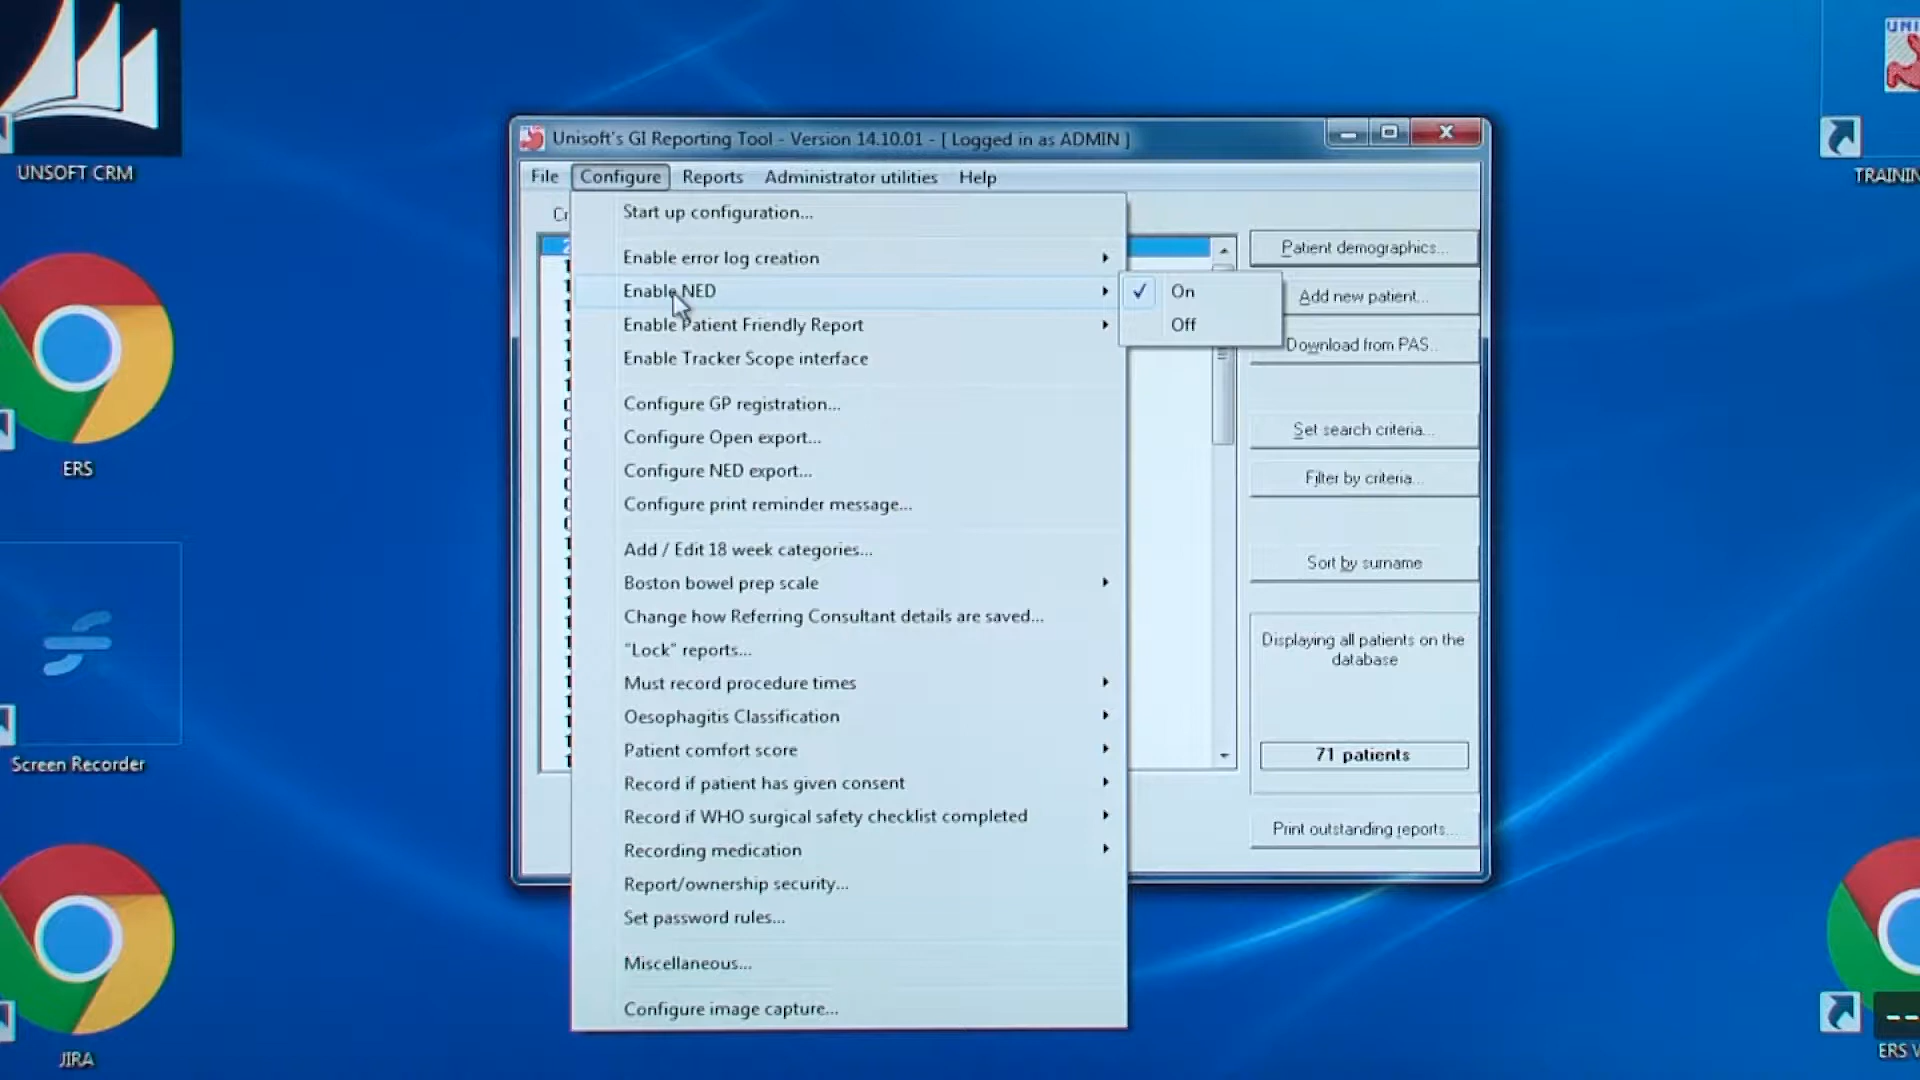 UNSOFT CRM
ERS
Screen Recorder
JIRA
Unisoft's GI Reporting Tool - Version 14.10.01 - [ Logged in as ADMIN ]
File Configure Reports Administrator utilities Help
Start up configuration...
Enable error log creation
Enable NED
On
Off
Enable Patient Friendly Report
Enable Tracker Scope interface
Configure GP registration...
Configure Open export...
Configure NED export...
Configure print reminder message...
Add / Edit 18 week categories...
Boston bowel prep scale
Change how Referring Consultant details are saved...
"Lock" reports...
Must record procedure times
Oesophagitis Classification
Patient comfort score
Record if patient has given consent
Record if WHO surgical safety checklist completed
Recording medication
Report/ownership security...
Set password rules...
Miscellaneous...
Configure image capture...
Patient demographics...
Add new patient...
Download from PAS...
Set search criteria...
Filter by criteria...
Sort by surname
Displaying all patients on the
database
71 patients
Print outstanding reports...
UNI
TRAININ
ERS V